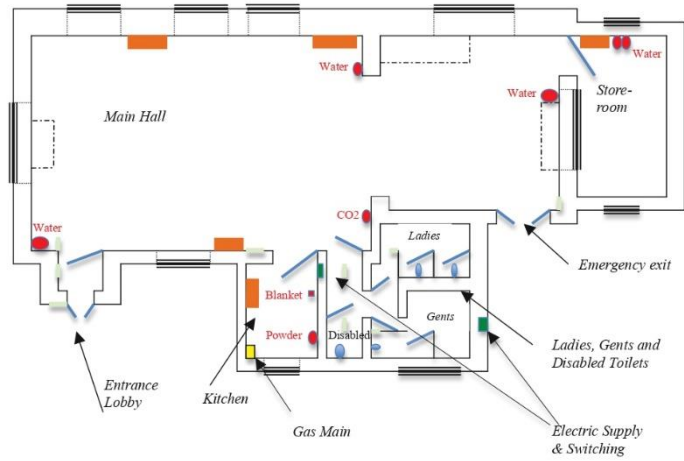 Water
Water
Main Hall
Water
Store-
room
Water
CO2
Ladies
Emergency exit
Blanket
Gents
Powder
Disabled
Ladies, Gents and
Disabled Toilets
Entrance
Lobby
Kitchen
Gas Main
Electric Supply
& Switching